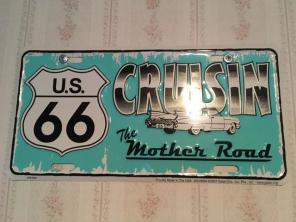 U.S.
66
CRUISIN
The
Mother Road